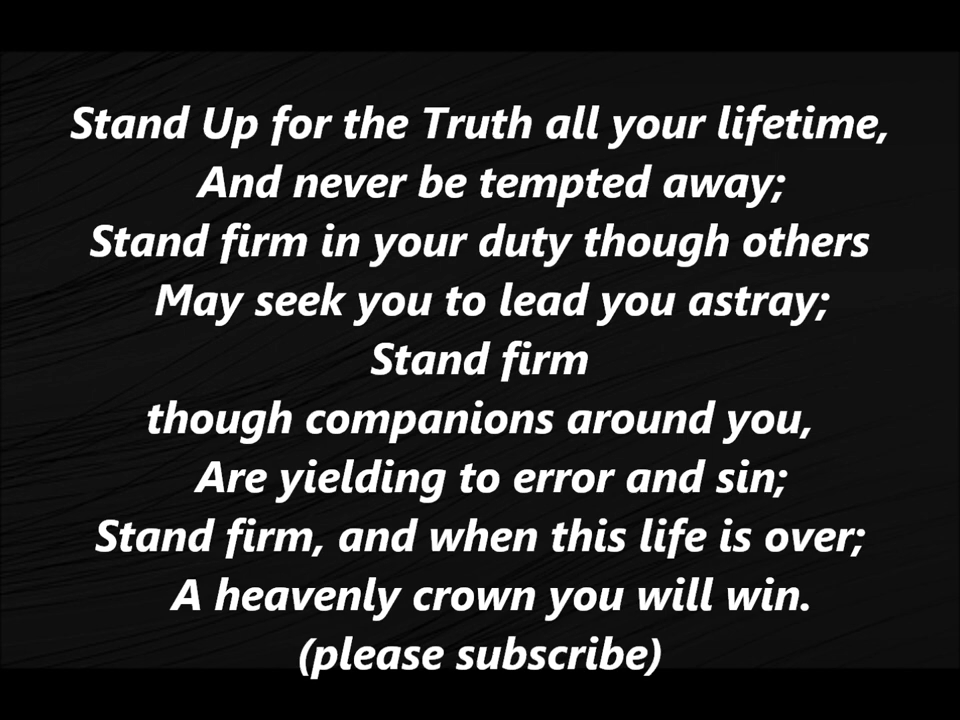 Stand Up for the Truth all your lifetime,
And never be tempted away;
Stand firm in your duty though others
May seek you to lead you astray;
Stand firm
though companions around you,
Are yielding to error and sin;
Stand firm, and when this life is over;
A heavenly crown you will win.
(please subscribe)